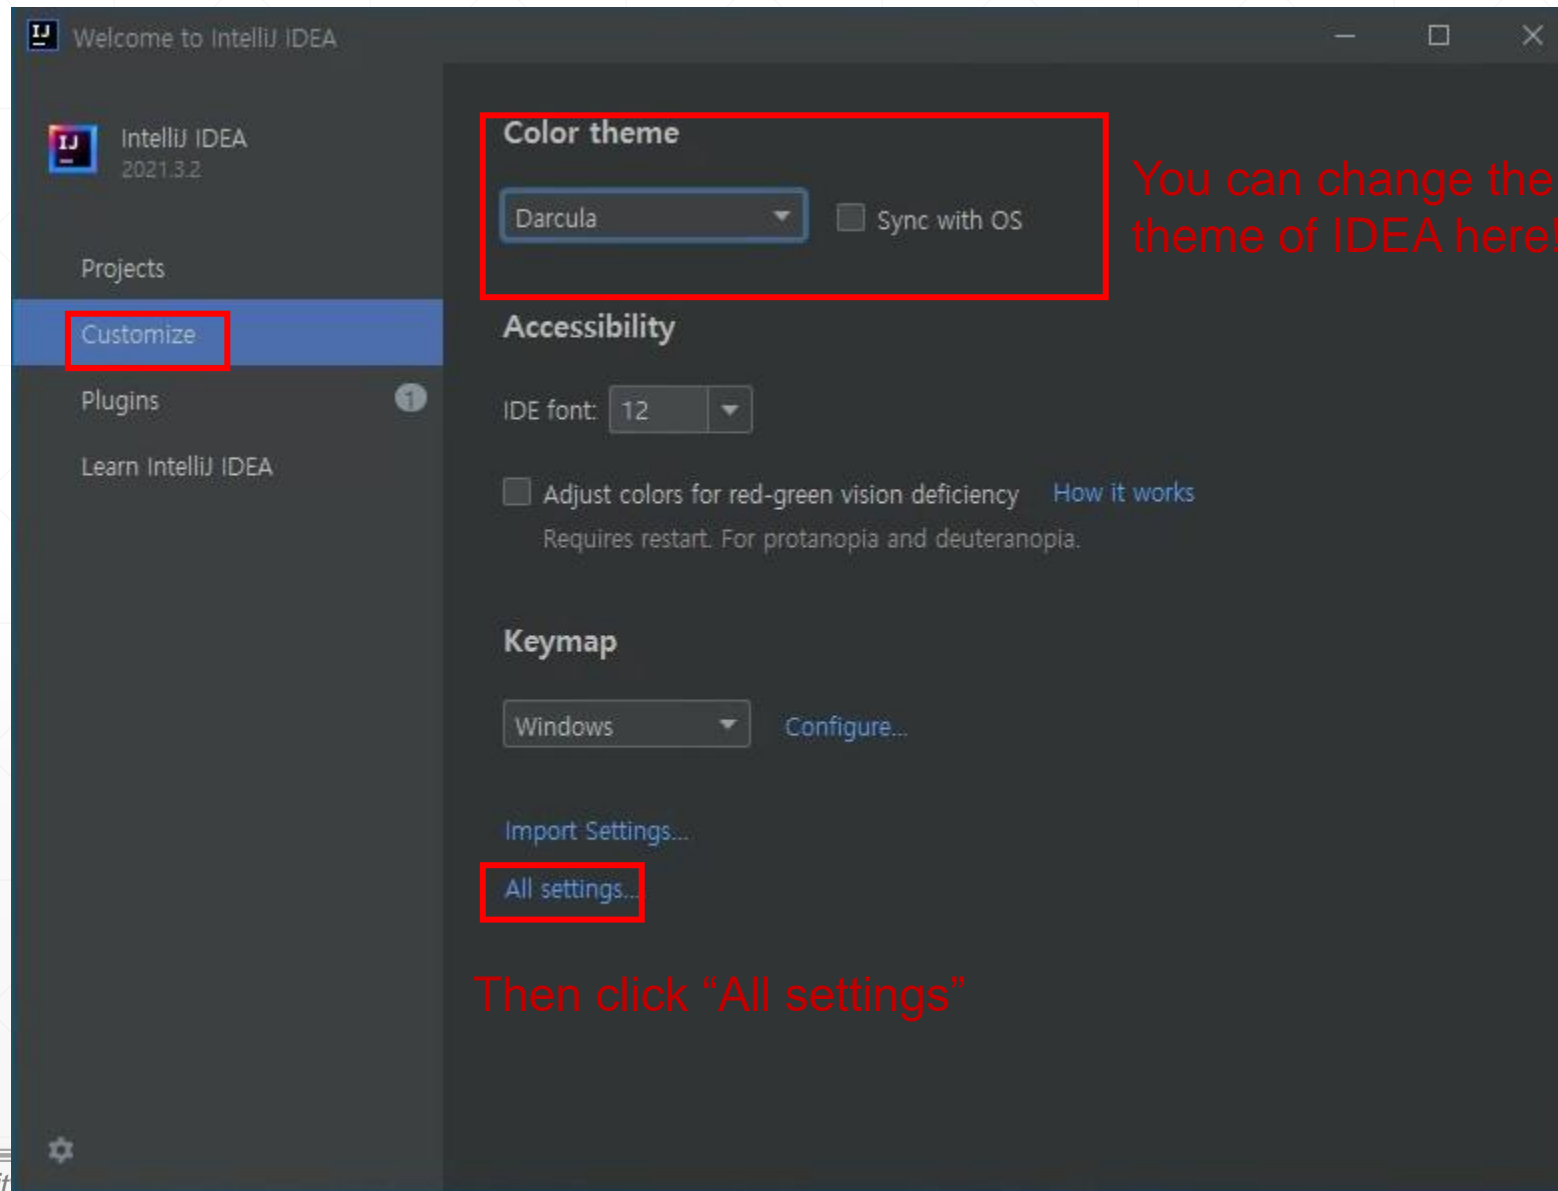 Welcome to IntelliJ IDEA
IntelliJ IDEA
2021.3.2
Projects
Customize
Plugins
1
Learn IntelliJ IDEA
Color theme
Darcula
Sync with OS
You can change the
theme of IDEA here!
Accessibility
IDE font: 12
Adjust colors for red-green vision deficiency How it works
Requires restart. For protanopia and deuteranopia.
Keymap
Windows
Configure...
Import Settings...
All settings...
Then click “All settings”